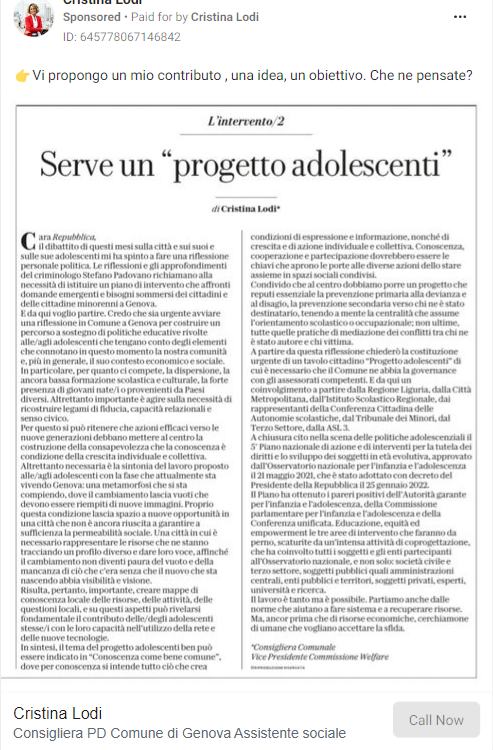 Cristina Lodi
Sponsored • Paid for by Cristina Lodi
ID: 645778067146842
👉Vi propongo un mio contributo , una idea, un obiettivo. Che ne pensate?
L'intervento/2
Serve un “progetto adolescenti”
di Cristina Lodi*
Cara Repubblica,
il dibattito di questi mesi sulla città e sui suoi e
sulle sue adolescenti mi ha spinto a fare una riflessione
personale politica. Le riflessioni e gli approfondimenti
del criminologo Stefano Padovano richiamano alla
necessità di istituire un piano di intervento che affronti
domande emergenti e bisogni sommersi dei cittadini e
delle cittadine minorenni a Genova.
E da qui voglio partire. Credo che sia urgente avviare
una riflessione in Comune a Genova per costruire un
percorso a sostegno di politiche educative rivolte
alle/agli adolescenti che tengano conto degli elementi
che connotano in questo momento la nostra comunità
e, più in generale, il suo contesto economico e sociale.
In particolare, per quanto ci compete, la dispersione, la
ancora bassa formazione scolastica e culturale, la forte
presenza di giovani nate/i o provenienti da Paesi
diversi. Altrettanto importante è agire sulla necessità di
ricostruire legami di fiducia, capacità relazionali e
senso civico.
Per questo si può ritenere che azioni efficaci verso le
nuove generazioni debbano mettere al centro la
costruzione della consapevolezza che la conoscenza è
condizione della crescita individuale e collettiva.
Altrettanto necessaria è la sintonia del lavoro proposto
alle/agli adolescenti con la fase che attualmente sta
vivendo Genova: una metamorfosi che si sta
compiendo, dove il cambiamento lascia vuoti che
devono essere riempiti di nuove immagini. Proprio
questa condizione lascia spazio a nuove opportunità in
una città che non è ancora riuscita a garantire a
sufficienza la permeabilità sociale. Una città in cui è
necessario rappresentare le risorse che ne stanno
tracciando un profilo diverso e dare loro voce, affinché
il cambiamento non diventi paura del vuoto e della
mancanza di ciò che c'era senza che il nuovo che sta
nascendo abbia visibilità e visione.
Risulta, pertanto, importante, creare mappe di
conoscenza locale delle risorse, delle attività, delle
questioni locali, e su questi aspetti può rivelarsi
fondamentale il contributo delle/degli adolescenti
stesse/i con le loro capacità nell'utilizzo della rete e
delle nuove tecnologie.
In sintesi, il tema del progetto adolescenti ben può
essere indicato in “Conoscenza come bene comune”,
dove per conoscenza si intende tutto ciò che crea
condizioni di espressione e informazione, nonché di
crescita e di azione individuale e collettiva. Conoscenza,
cooperazione e partecipazione dovrebbero essere le
chiavi che aprono le porte alle diverse azioni dello stare
assieme in spazi sociali condivisi.
Condivido che al centro dobbiamo porre un progetto che
reputi essenziale la prevenzione primaria alla devianza e
al disagio, la prevenzione secondaria verso chi ne è stato
destinatario, tenendo a mente la centralità che assume
l'orientamento scolastico o occupazionale; non ultime,
tutte quelle pratiche di mediazione dei conflitti tra chi ne
è stato autore e chi vittima.
A partire da questa riflessione chiederò la costituzione
urgente di un tavolo cittadino “Progetto adolescenti” di
cui è necessario che il Comune ne abbia la governance
con gli assessorati competenti. E da qui un
coinvolgimento a partire dalla Regione Liguria, dalla Città
Metropolitana, dall'Istituto Scolastico Regionale, dai
rappresentanti della Conferenza Cittadina delle
Autonomie scolastiche, dal Tribunale dei Minori, dal
Terzo Settore, dalla ASL 3.
A chiusura cito nella scena delle politiche adolescenziali il
5° Piano nazionale di azione e di interventi per la tutela dei
diritti e lo sviluppo dei soggetti in età evolutiva, approvato
dall'Osservatorio nazionale per l'infanzia e l'adolescenza
il 21 maggio 2021, che è stato adottato con decreto del
Presidente della Repubblica il 25 gennaio 2022.
Il Piano ha ottenuto i pareri positivi dell'Autorità garante
per l'infanzia e l'adolescenza, della Commissione
parlamentare per l'infanzia e l'adolescenza e della
Conferenza unificata. Educazione, equità ed
empowerment le tre aree di intervento che faranno da
perno, scaturite da un'intensa attività di coprogettazione,
che ha coinvolto tutti i soggetti e gli enti partecipanti
all'Osservatorio nazionale, e non solo: società civile e
terzo settore, soggetti pubblici quali amministrazioni
centrali, enti pubblici e territori, soggetti privati, esperti,
università e ricerca.
Il lavoro è tanto ma è possibile. Partiamo anche dalle
norme che aiutano a fare sistema e a recuperare risorse.
Ma, ancor prima che di risorse economiche, cerchiamone
di umane che vogliano accettare la sfida.
*Consigliera Comunale
Vice Presidente Commissione Welfare
Cristina Lodi
Consigliera PD Comune di Genova Assistente sociale
Call Now